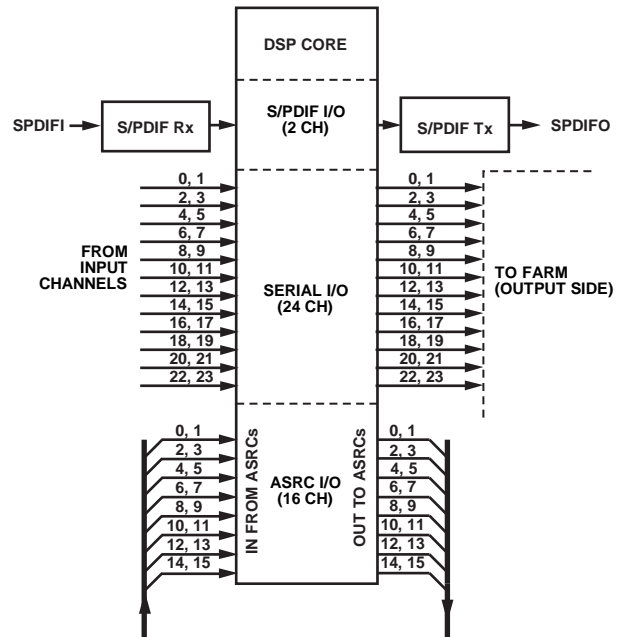 DSP CORE
SPDIFI
S/PDIF Rx
S/PDIF I/O
(2 CH)
S/PDIF Tx
SPDIFO
FROM
INPUT
CHANNELS
0, 1
2, 3
4, 5
6, 7
8, 9
10, 11
12, 13
14, 15
16, 17
18, 19
20, 21
22, 23
SERIAL I/O
(24 CH)
0, 1
2, 3
4, 5
6, 7
8, 9
10, 11
12, 13
14, 15
16, 17
18, 19
20, 21
22, 23
TO FARM
(OUTPUT SIDE)
0, 1
2, 3
4, 5
6, 7
8, 9
10, 11
12, 13
14, 15
IN FROM ASRCs
ASRC I/O
(16 CH)
OUT TO ASRCs
0, 1
2, 3
4, 5
6, 7
8, 9
10, 11
12, 13
14, 15